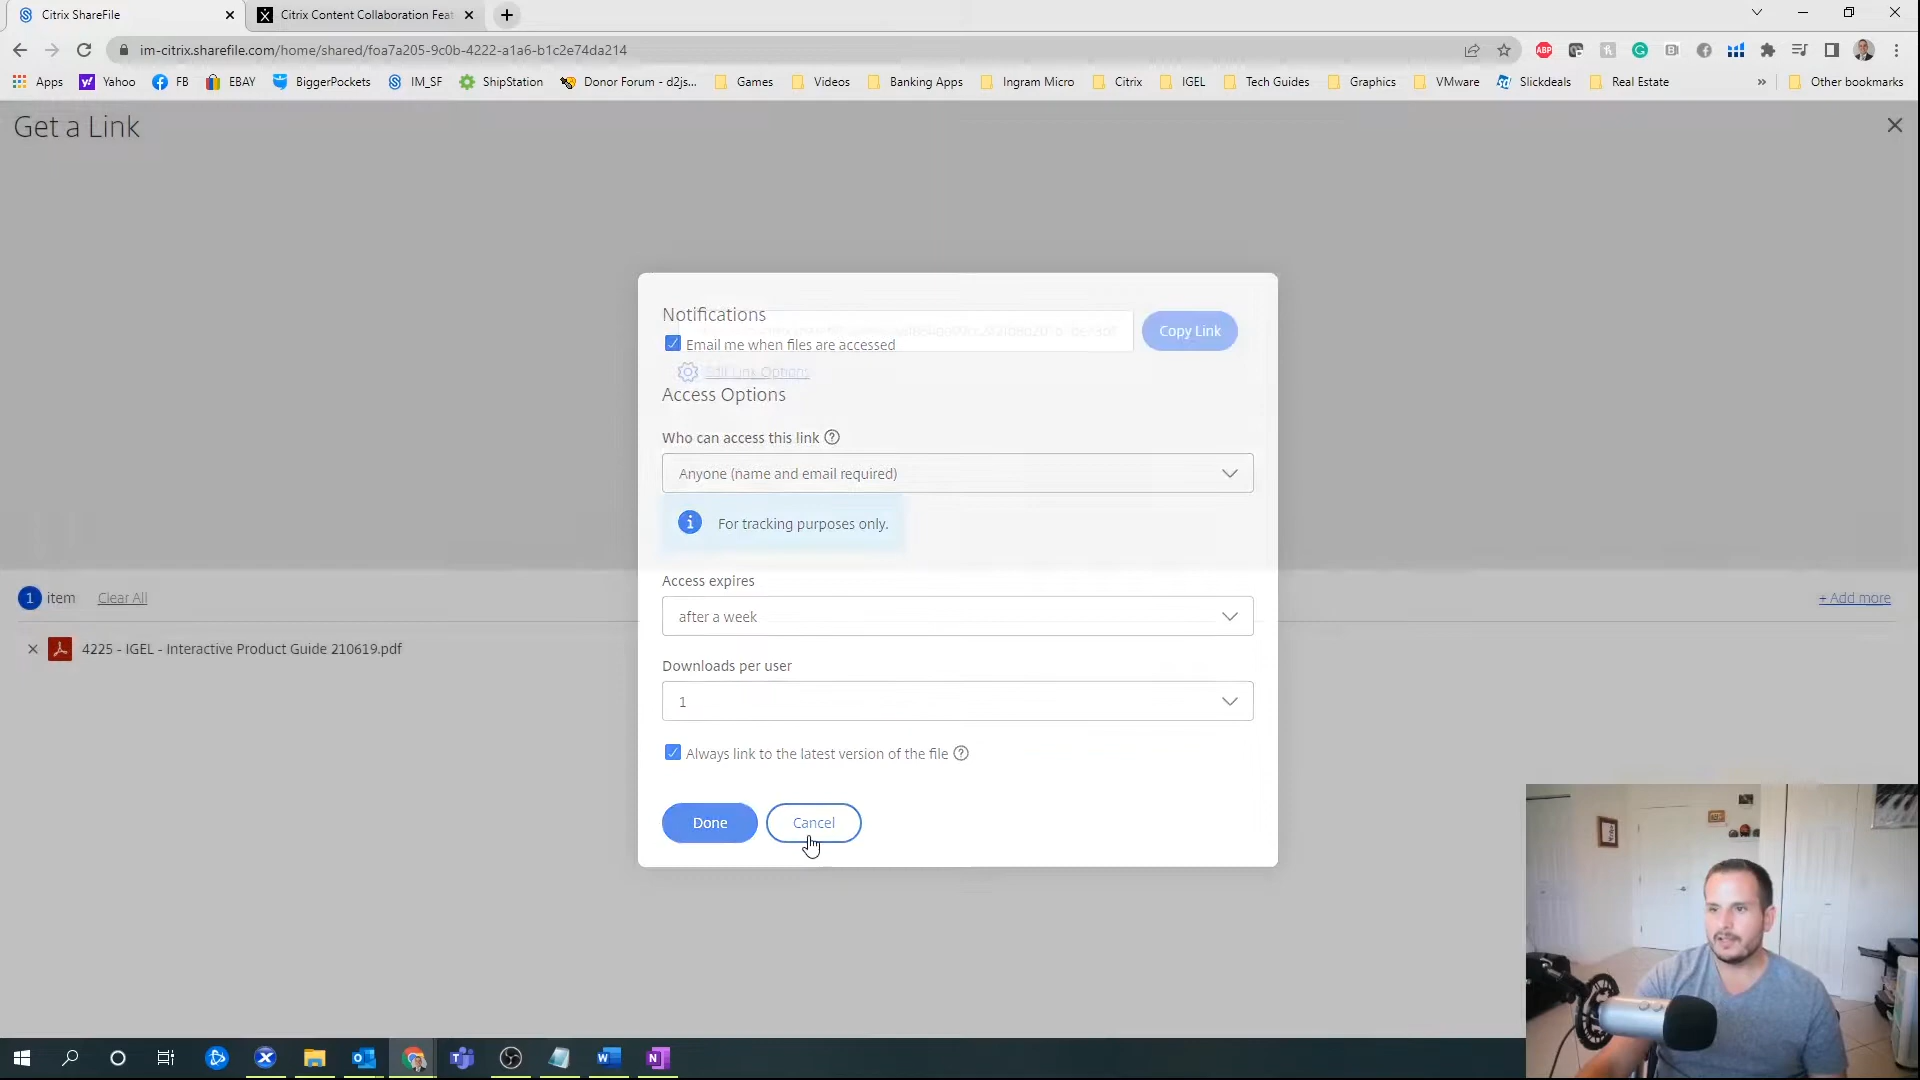 Citrix ShareFile
Citrix Content Collaboration Feat
im-citrix.sharefile.com/home/shared/foa7a205-9c0b-4222-a1a6-b1c2e74da214
Apps Yahoo FB EBAY BiggerPockets IM_SF ShipStation Donor Forum - d2js... Games Videos Banking Apps Ingram Micro Citrix IGEL Tech Guides Graphics VMware Slickdeals Real Estate » Other bookmarks
Get a Link
Notifications
Copy Link
Email me when files are accessed
Edit Link Options
Access Options
Who can access this link
Anyone (name and email required)
For tracking purposes only.
Access expires
1 item Clear All
+ Add more
after a week
4225 - IGEL - Interactive Product Guide 210619.pdf
Downloads per user
1
Always link to the latest version of the file
Done
Cancel